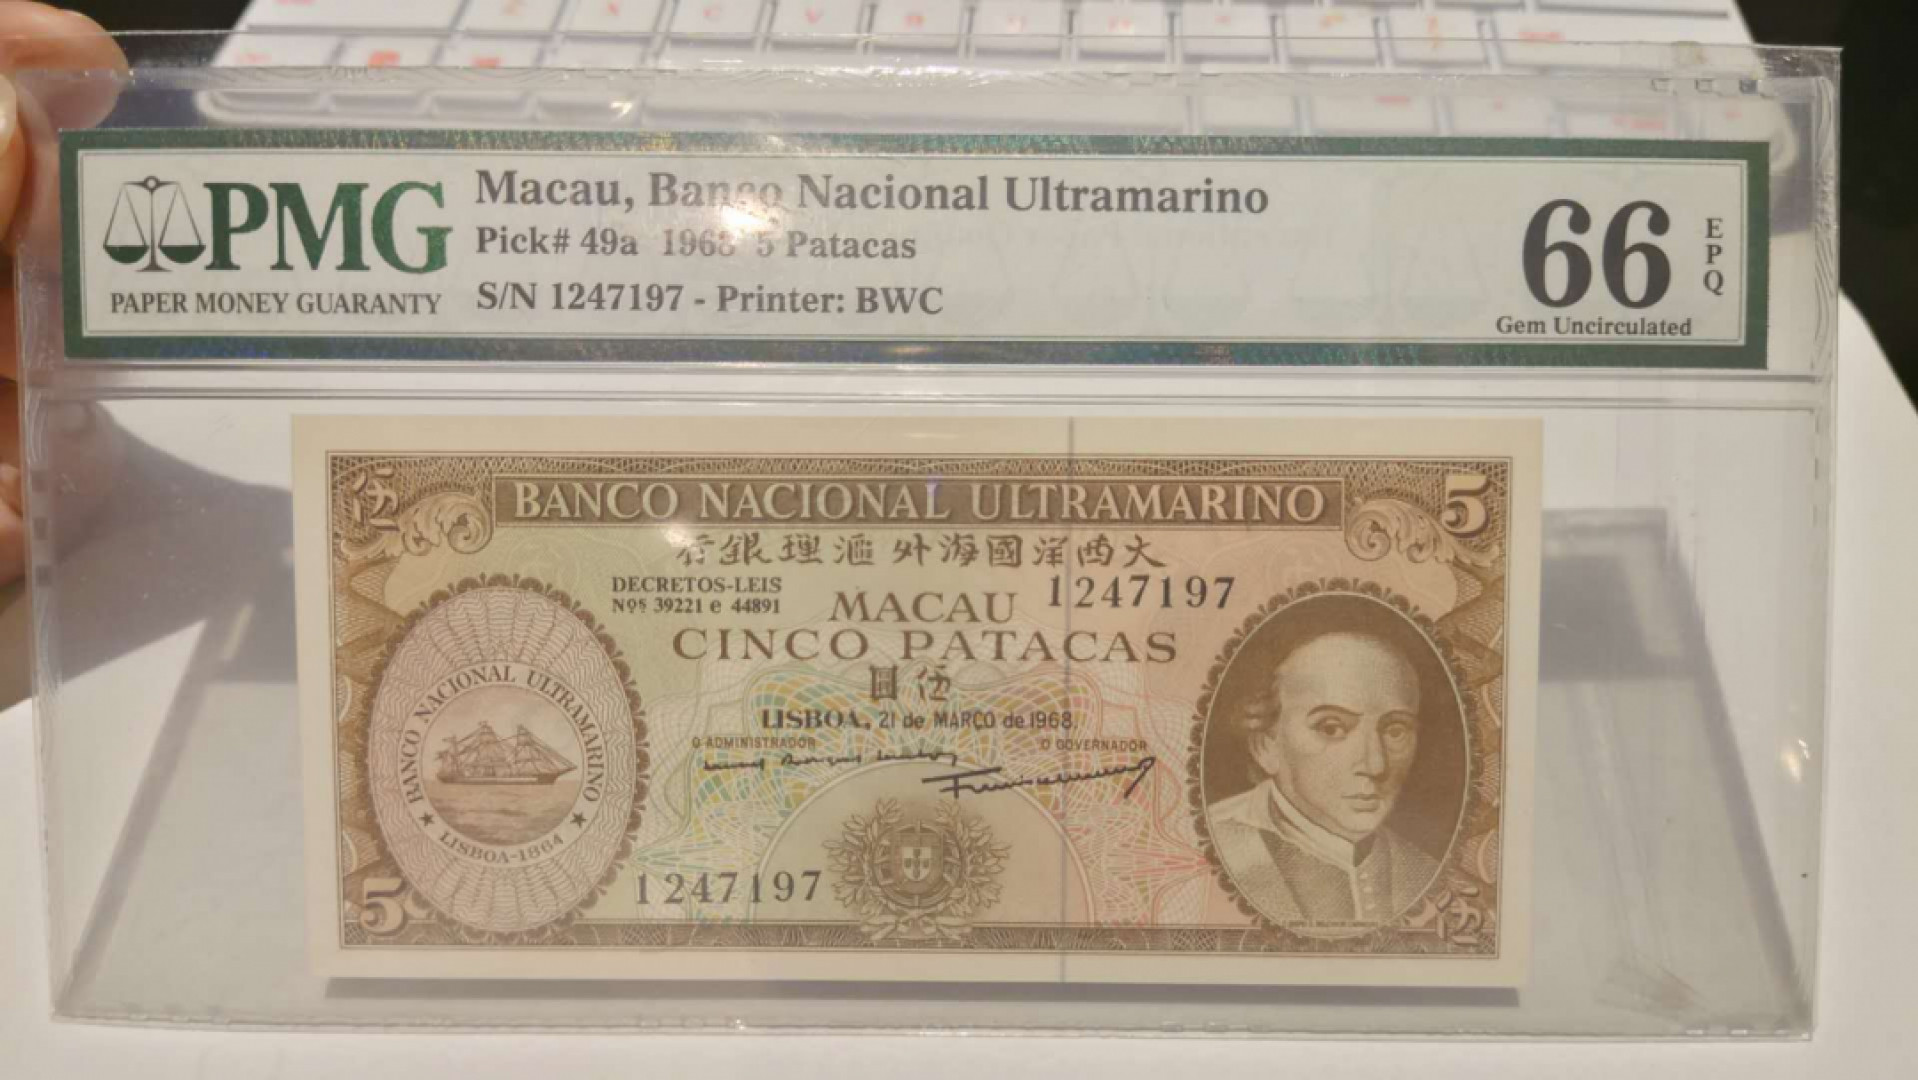 PMG
PAPER MONEY GUARANTY
Macau, Banco Nacional Ultramarino
Pick# 49a 1968 5 Patacas
S/N 1247197 - Printer: BWC
66
EPQ
Gem Uncirculated
伍
BANCO NACIONAL ULTRAMARINO
5
行銀理滙外海國洋西大
DECRETOS-LEIS
Nos 39221 e 44891
MACAU
1247197
CINCO PATACAS
圓伍
LISBOA, 21 de MARÇO de 1968
O ADMINISTRADOR
O GOVERNADOR
BANCO NACIONAL ULTRAMARINO
LISBOA-1864
1247197
5
伍